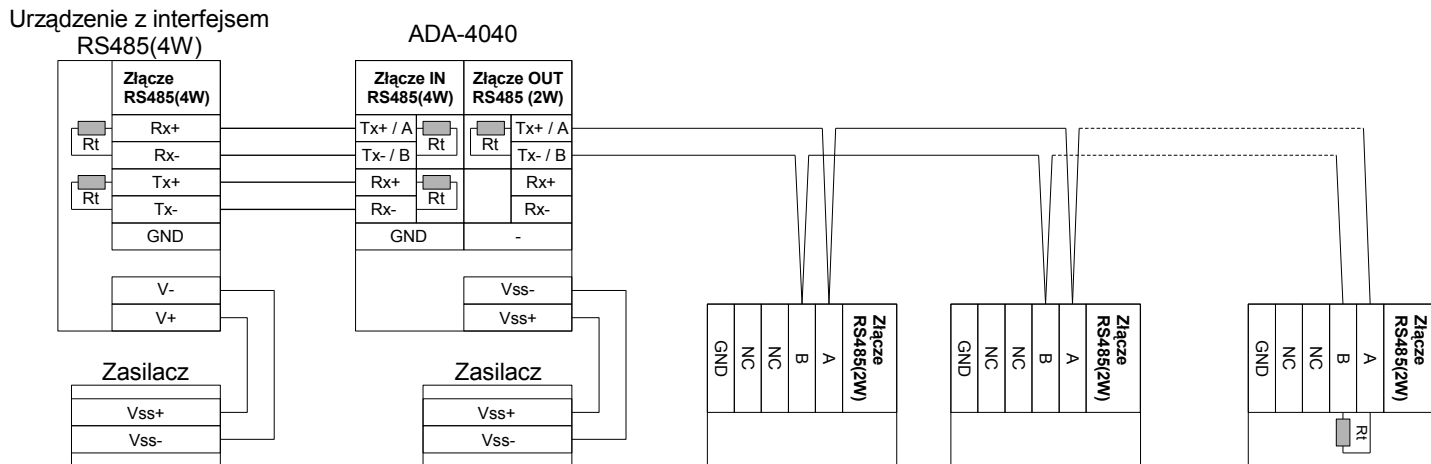 Urządzenie z interfejsem
RS485(4W)
ADA-4040
Złącze
RS485(4W)
Rx+
Rx-
Tx+
Tx-
GND
V-
V+
Rt
Rt
Złącze IN
RS485(4W)
Złącze OUT
RS485 (2W)
Tx+ / A
Tx- / B
Rx+
Rx-
GND
Rt
Rt
Rt
Tx+ / A
Tx- / B
Rx+
Rx-
-
Vss-
Vss+
Zasilacz
Vss+
Vss-
Zasilacz
Vss+
Vss-
Złącze
RS485(2W)
A
B
NC
NC
GND
Złącze
RS485(2W)
A
B
NC
NC
GND
Złącze
RS485(2W)
A
B
NC
NC
GND
Rt